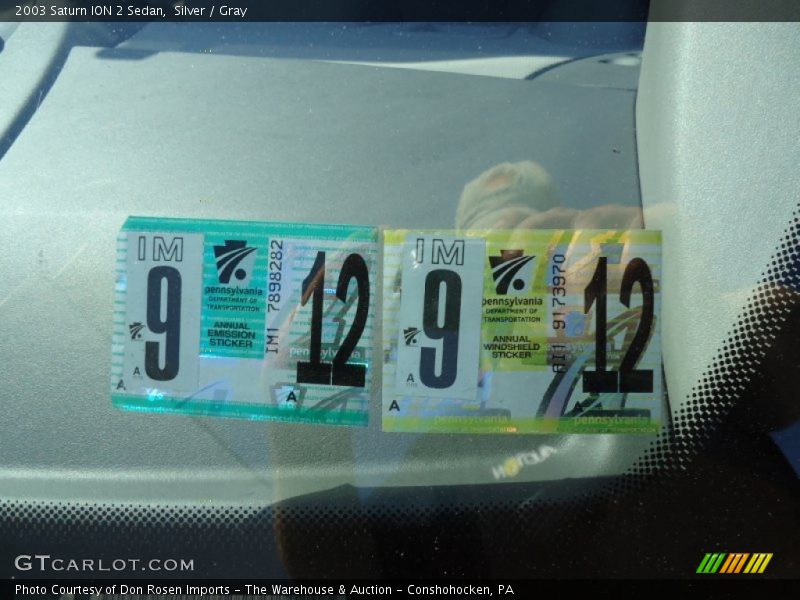 2003 Saturn ION 2 Sedan, Silver / Gray
IM
9
A
A
pennsylvania
DEPARTMENT OF
TRANSPORTATION
ANNUAL
EMISSION
STICKER
IM1 7898282
12
pennsylvania
A
IM
9
A
A
pennsylvania
DEPARTMENT OF
TRANSPORTATION
ANNUAL
WINDSHIELD
STICKER
AI1 9173970
12
pennsylvania
pennsylvania
GTCARLOT.COM
Photo Courtesy of Don Rosen Imports - The Warehouse & Auction - Conshohocken, PA